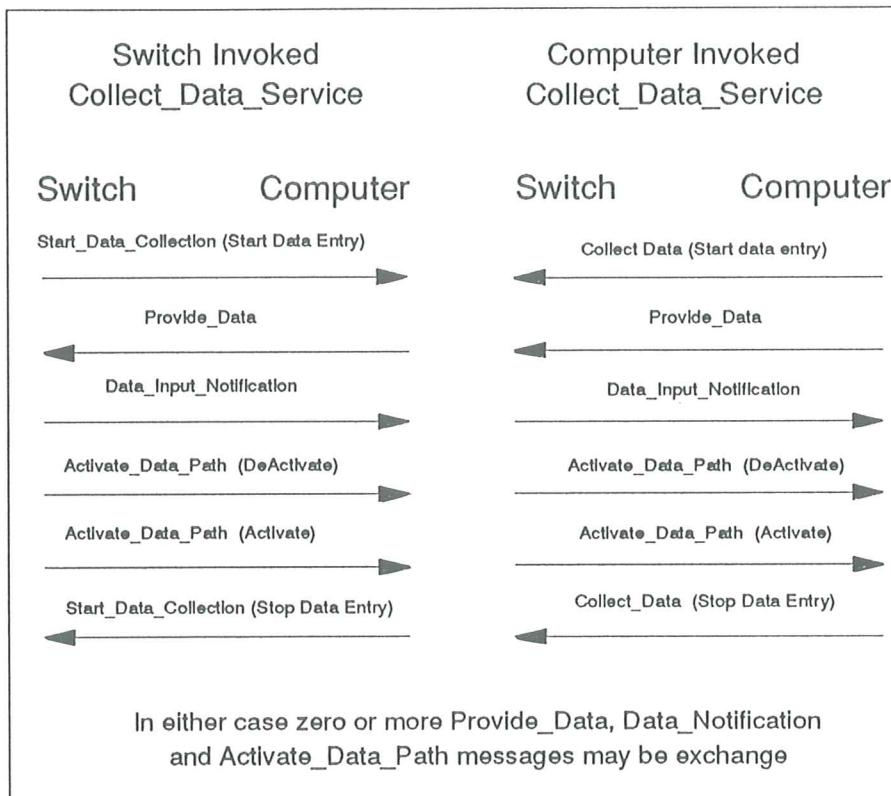 Switch Invoked
Collect_Data_Service
Switch Computer
Start_Data_Collection (Start Data Entry)
Provide_Data
Data_Input_Notification
Activate_Data_Path (DeActivate)
Activate_Data_Path (Activate)
Start_Data_Collection (Stop Data Entry)
Computer Invoked
Collect_Data_Service
Switch Computer
Collect Data (Start data entry)
Provide_Data
Data_Input_Notification
Activate_Data_Path (DeActivate)
Activate_Data_Path (Activate)
Collect_Data (Stop Data Entry)
In either case zero or more Provide_Data, Data_Notification
and Activate_Data_Path messages may be exchange